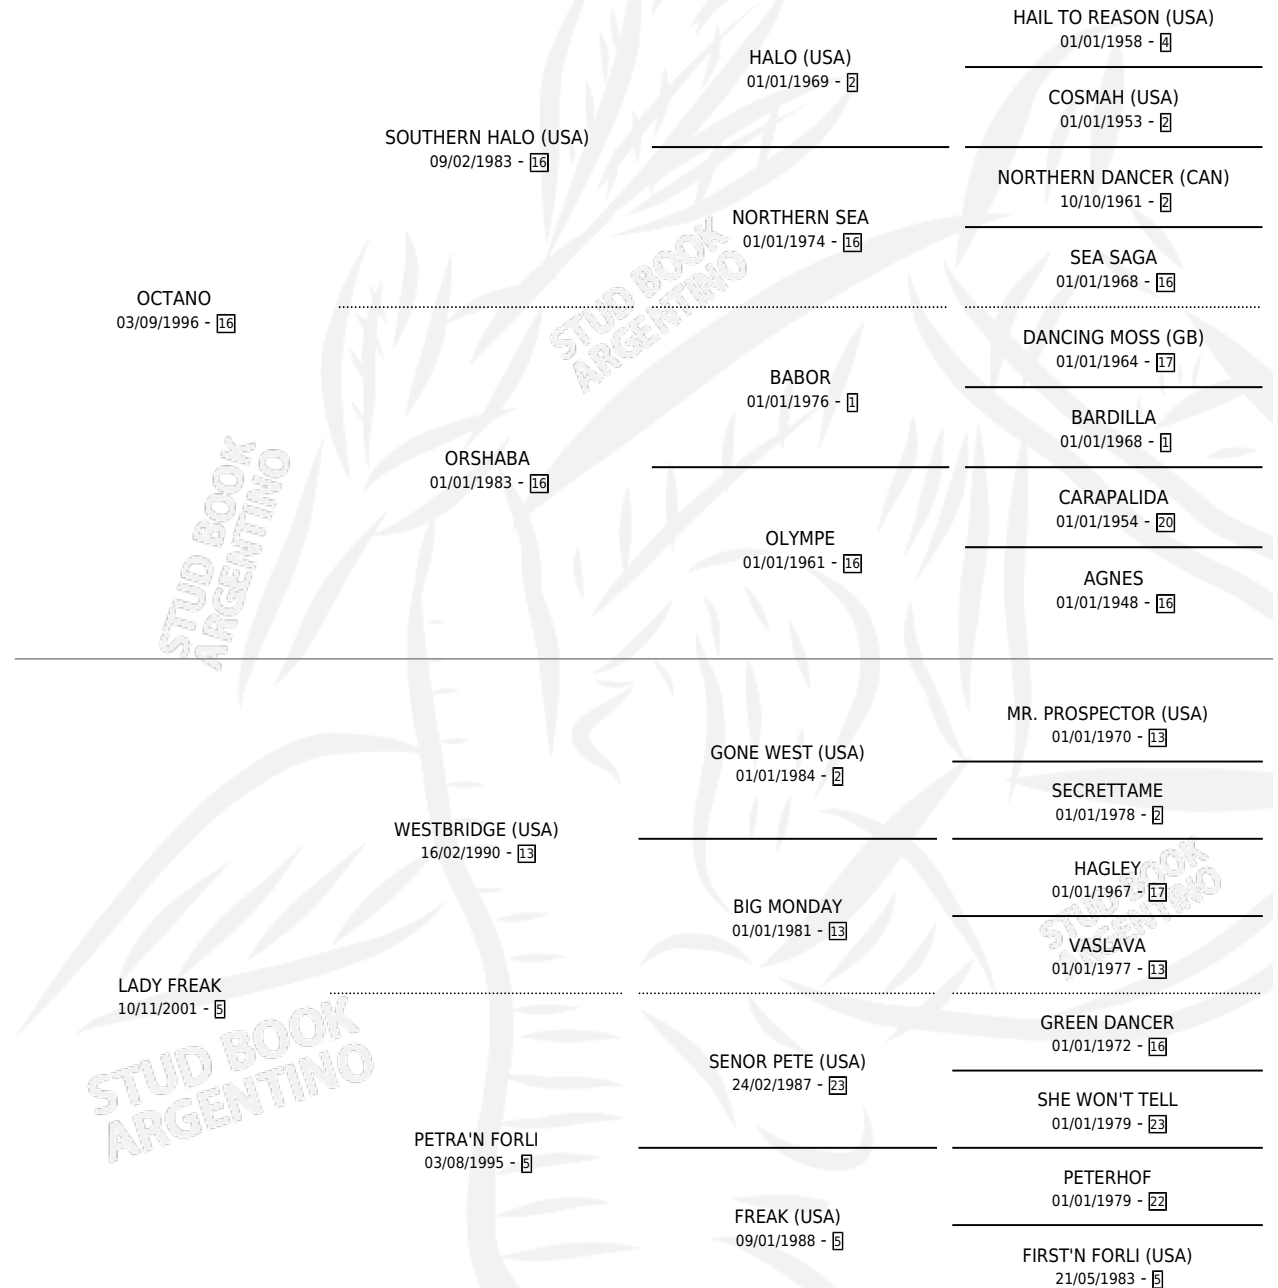 HAIL TO REASON (USA)
01/01/1958 - 4
HALO (USA)
01/01/1969 - 2
COSMAH (USA)
01/01/1953 - 2
SOUTHERN HALO (USA)
09/02/1983 - 16
NORTHERN DANCER (CAN)
10/10/1961 - 2
NORTHERN SEA
01/01/1974 - 16
SEA SAGA
01/01/1968 - 16
OCTANO
03/09/1996 - 16
DANCING MOSS (GB)
01/01/1964 - 17
BABOR
01/01/1976 - 1
BARDILLA
01/01/1968 - 1
ORSHABA
01/01/1983 - 16
CARAPALIDA
01/01/1954 - 20
OLYMPE
01/01/1961 - 16
AGNES
01/01/1948 - 16
STUD BOOK
ARGENTINO
STUD BOOK
ARGENTINO
MR. PROSPECTOR (USA)
01/01/1970 - 13
GONE WEST (USA)
01/01/1984 - 2
SECRETTAME
01/01/1978 - 2
WESTBRIDGE (USA)
16/02/1990 - 13
HAGLEY
01/01/1967 - 17
BIG MONDAY
01/01/1981 - 13
VASLAVA
01/01/1977 - 13
LADY FREAK
10/11/2001 - 5
GREEN DANCER
01/01/1972 - 16
SENOR PETE (USA)
24/02/1987 - 23
SHE WON'T TELL
01/01/1979 - 23
PETRA'N FORLI
03/08/1995 - 5
PETERHOF
01/01/1979 - 22
FREAK (USA)
09/01/1988 - 5
FIRST'N FORLI (USA)
21/05/1983 - 5
STUD BOOK
ARGENTINO
STUD BOOK
ARGENTINO